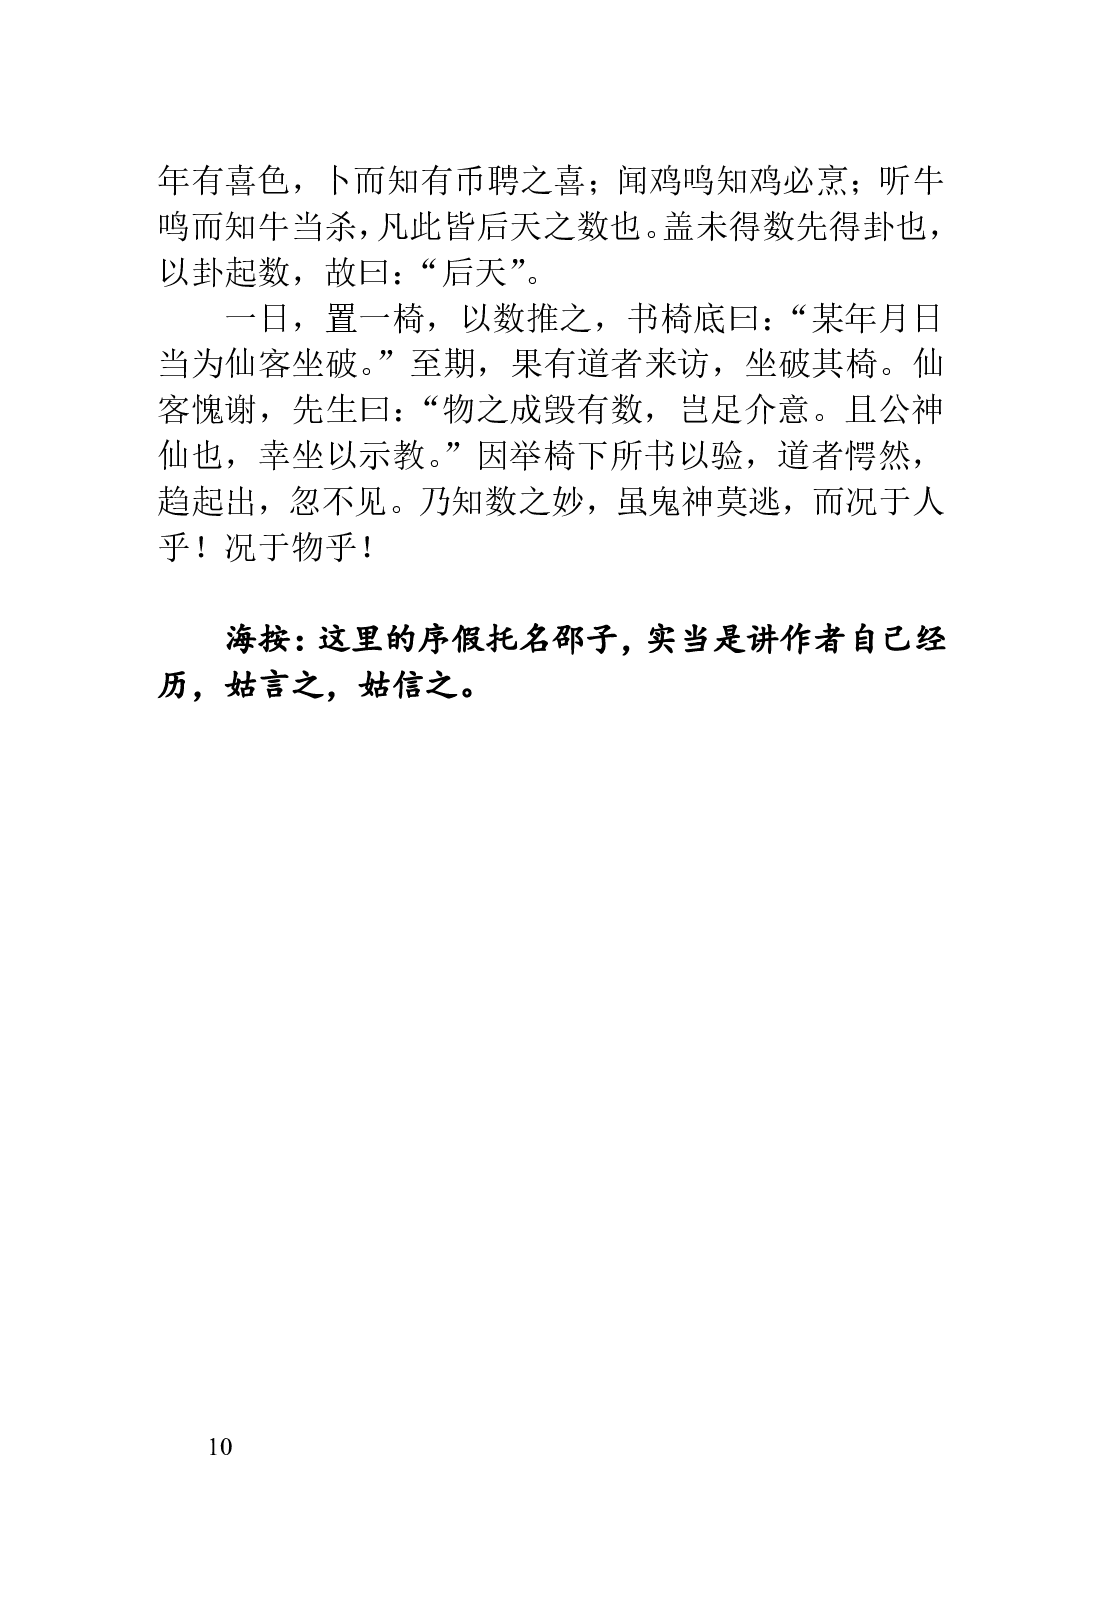 年有喜色，卜而知有币聘之喜；闻鸡鸣知鸡必烹；听牛
鸣而知牛当杀，凡此皆后天之数也。盖未得数先得卦也，
以卦起数，故曰：“后天”。
一日，置一椅，以数推之，书椅底曰：“某年月日
当为仙客坐破。”至期，果有道者来访，坐破其椅。仙
客愧谢，先生曰：“物之成毁有数，岂足介意。且公神
仙也，幸坐以示教。”因举椅下所书以验，道者愕然，
趋起出，忽不见。乃知数之妙，虽鬼神莫逃，而况于人
乎！况于物乎！
海按：这里的序假托名邵子，实当是讲作者自己经
历，姑言之，姑信之。
10